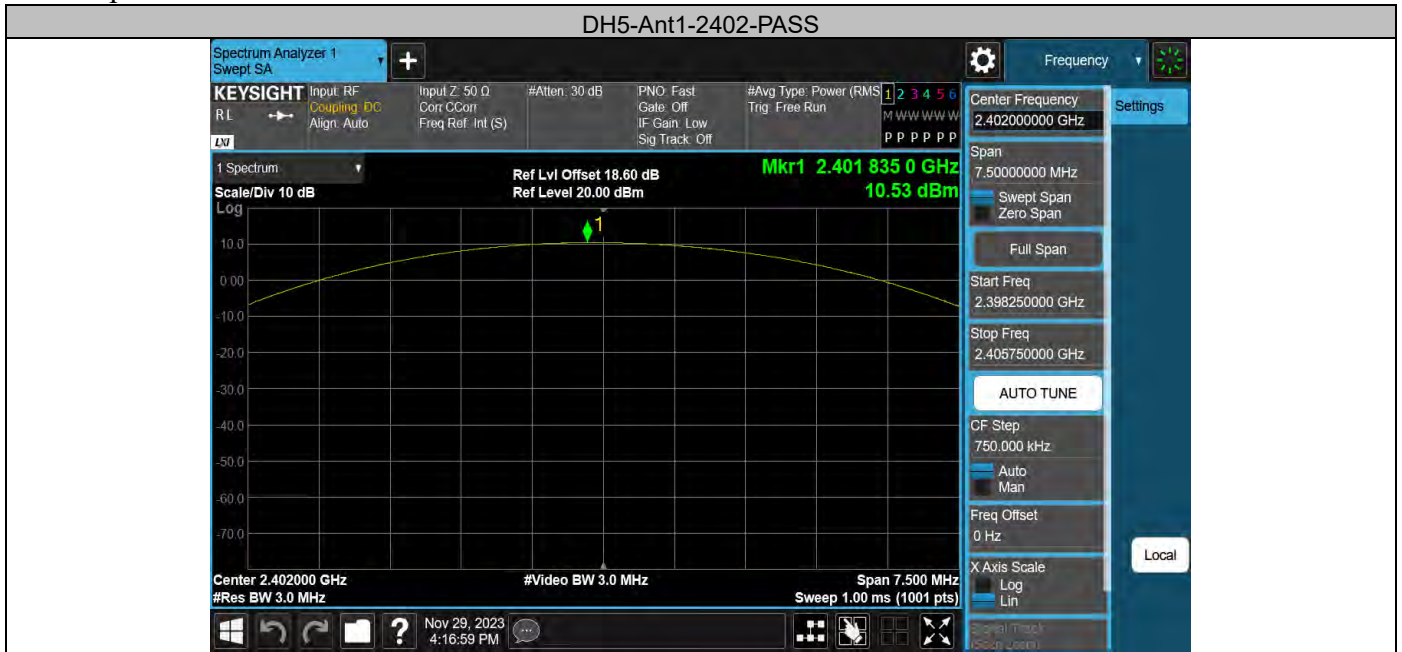 DH5-Ant1-2402-PASS
Spectrum Analyzer 1
Swept SA
Frequency
KEYSIGHT
Input: RF
Input Z: 50 Ω
#Atten: 30 dB
PNO: Fast
#Avg Type: Power (RMS
1 2 3 4 5 6
R L
Coupling: DC
Corr CCorr
Gate: Off
Trig: Free Run
M W W W W W
Align: Auto
Freq Ref: Int (S)
IF Gain: Low
P P P P P P
LXI
Sig Track: Off
Center Frequency
2.402000000 GHz
Settings
1 Spectrum
Ref Lvl Offset 18.60 dB
Mkr1 2.401 835 0 GHz
Scale/Div 10 dB
Ref Level 20.00 dBm
10.53 dBm
Log
1
10.0
0.00
-10.0
-20.0
-30.0
-40.0
-50.0
-60.0
-70.0
Center 2.402000 GHz
#Video BW 3.0 MHz
Span 7.500 MHz
#Res BW 3.0 MHz
Sweep 1.00 ms (1001 pts)
Span
7.50000000 MHz
Swept Span
Zero Span
Full Span
Start Freq
2.398250000 GHz
Stop Freq
2.405750000 GHz
AUTO TUNE
CF Step
750.000 kHz
Auto
Man
Freq Offset
0 Hz
X Axis Scale
Log
Lin
Signal Track
(Span Zoom)
Local
?
Nov 29, 2023
4:16:59 PM